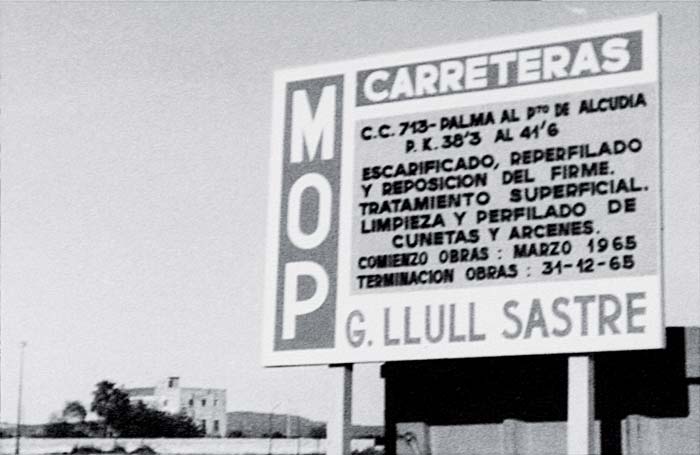 MOP
CARRETERAS
C.C. 713-PALMA AL Pto DE ALCUDIA
P.K. 38'3 AL 41'6
ESCARIFICADO, REPERFILADO
Y REPOSICION DEL FIRME.
TRATAMIENTO SUPERFICIAL.
LIMPIEZA Y PERFILADO DE
CUNETAS Y ARCENES.
COMIENZO OBRAS : MARZO 1965
TERMINACION OBRAS : 31-12-65
G. LLULL SASTRE